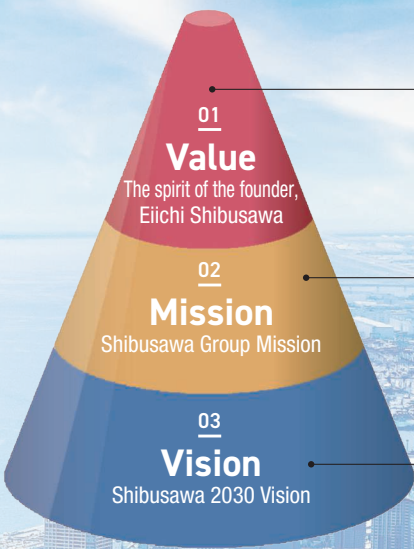 01
Value
The spirit of the founder,
Eiichi Shibusawa
02
Mission
Shibusawa Group Mission
03
Vision
Shibusawa 2030 Vision